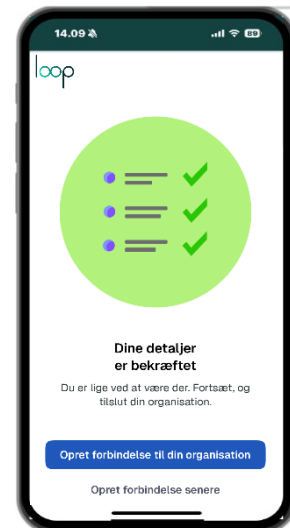 14.09
89
loop
Dine detaljer
er bekræftet
Du er lige ved at være der. Fortsæt, og
tilslut din organisation.
Opret forbindelse til din organisation
Opret forbindelse senere